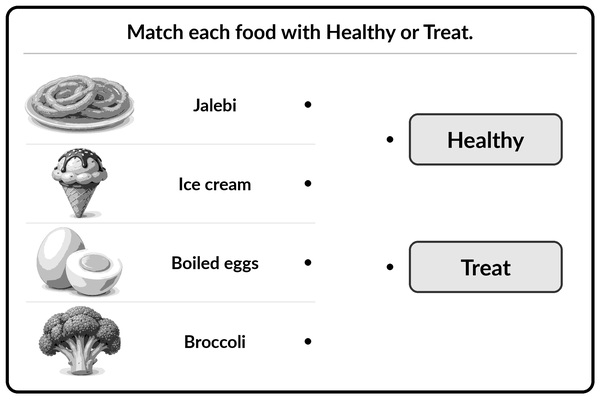 Match each food with Healthy or Treat.
Jalebi
Healthy
Ice cream
Boiled eggs
Treat
Broccoli